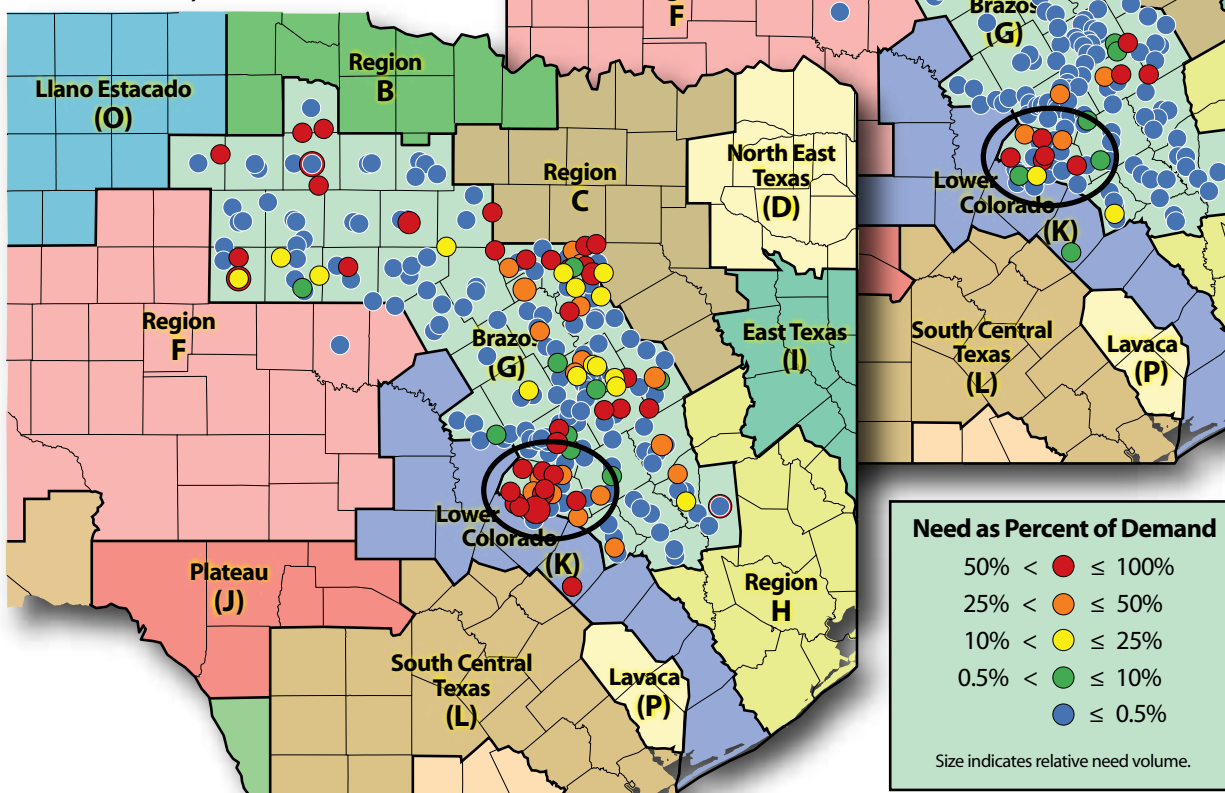 F
Brazos
(G)
Region
B
Llano Estacado
(O)
North East
Texas
(D)
Region
C
Lower
Colorado
(K)
Region
F
Brazos
(G)
East Texas
(I)
South Central
Texas
(L)
Lavaca
(P)
Lower
Colorado
(K)
Plateau
(J)
Region
H
South Central
Texas
(L)
Lavaca
(P)
Need as Percent of Demand
50% < ≤ 100%
25% < ≤ 50%
10% < ≤ 25%
0.5% < ≤ 10%
≤ 0.5%
Size indicates relative need volume.